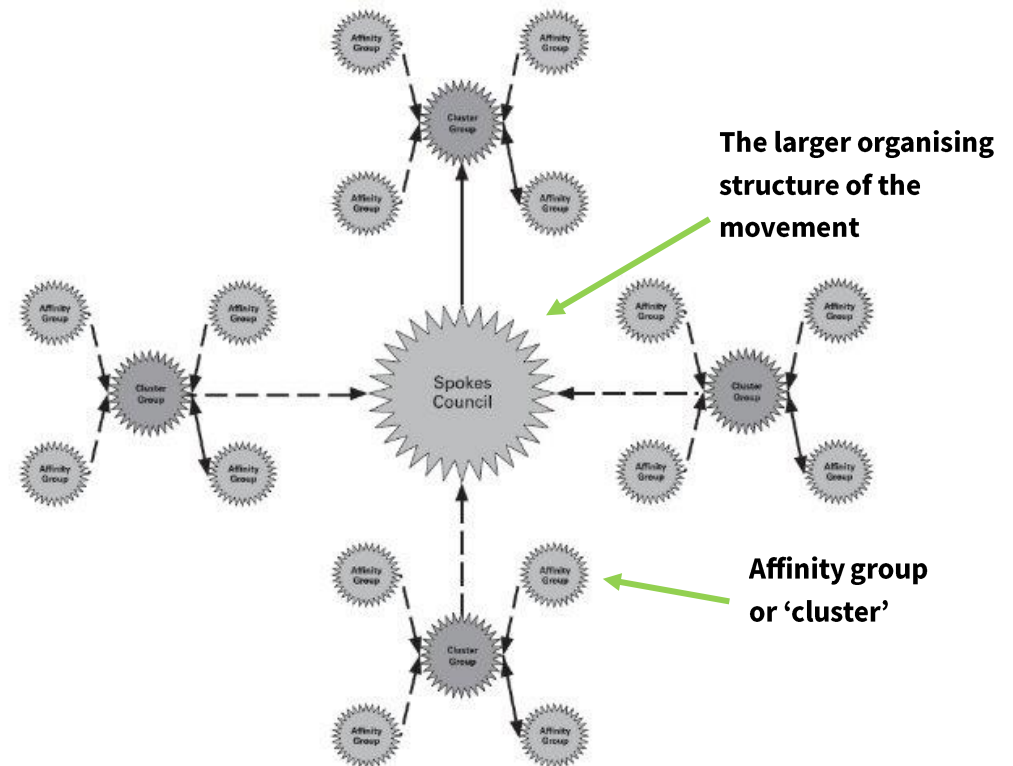 Affinity
Group
Affinity
Group
Cluster
Group
Affinity
Group
Affinity
Group
The larger organising
structure of the
movement
Affinity
Group
Affinity
Group
Cluster
Group
Affinity
Group
Affinity
Group
Spokes
Council
Affinity
Group
Affinity
Group
Cluster
Group
Affinity
Group
Affinity
Group
Affinity
Group
Affinity
Group
Cluster
Group
Affinity
Group
Affinity
Group
Affinity group
or ‘cluster’